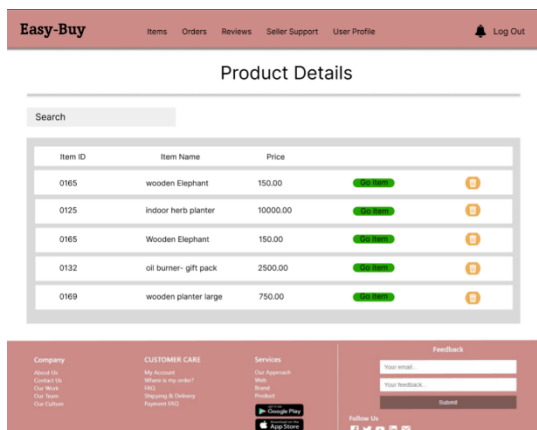 Easy-Buy
Items Orders Reviews Seller Support User Profile
Log Out
Product Details
Search
Item ID Item Name Price
0165 wooden Elephant 150.00 Go Item
0125 indoor herb planter 10000.00 Go Item
0165 Wooden Elephant 150.00 Go Item
0132 oil burner- gift pack 2500.00 Go Item
0169 wooden planter large 750.00 Go Item
Company
About Us
Contact Us
Our Work
Our Team
Our Culture
CUSTOMER CARE
My Account
Where is my order?
FAQ
Shipping & Delivery
Payment FAQ
Services
Our Approach
Web
Brand
Product
Google Play
App Store
Feedback
Your email...
Your feedback...
Submit
Follow Us